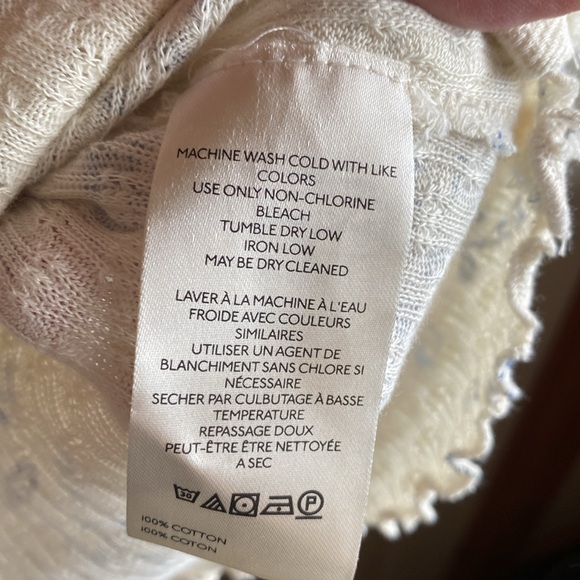 MACHINE WASH COLD WITH LIKE
COLORS
USE ONLY NON-CHLORINE
BLEACH
TUMBLE DRY LOW
IRON LOW
MAY BE DRY CLEANED
LAVER À LA MACHINE À L'EAU
FROIDE AVEC COULEURS
SIMILAIRES
UTILISER UN AGENT DE
BLANCHIMENT SANS CHLORE SI
NÉCESSAIRE
SECHER PAR CULBUTAGE À BASSE
TEMPERATURE
REPASSAGE DOUX
PEUT-ÊTRE ÊTRE NETTOYÉE
A SEC
30 P
100% COTTON
100% COTON